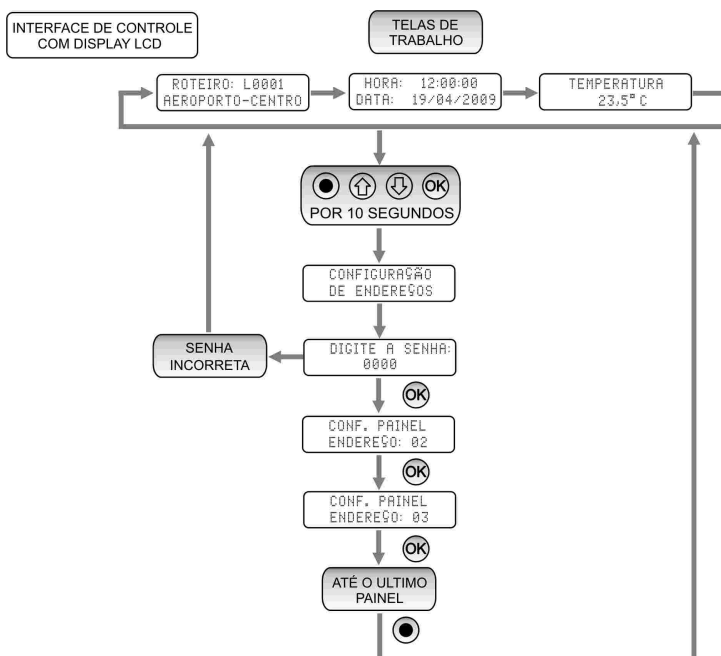 INTERFACE DE CONTROLE
COM DISPLAY LCD
TELAS DE
TRABALHO
ROTEIRO: L0001
AEROPORTO-CENTRO
HORA: 12:00:00
DATA: 19/04/2009
TEMPERATURA
23,5° C
OK
POR 10 SEGUNDOS
CONFIGURAÇÃO
DE ENDEREÇOS
SENHA
INCORRETA
DIGITE A SENHA:
0000
OK
CONF. PAINEL
ENDEREÇO: 02
OK
CONF. PAINEL
ENDEREÇO: 03
OK
ATÉ O ULTIMO
PAINEL